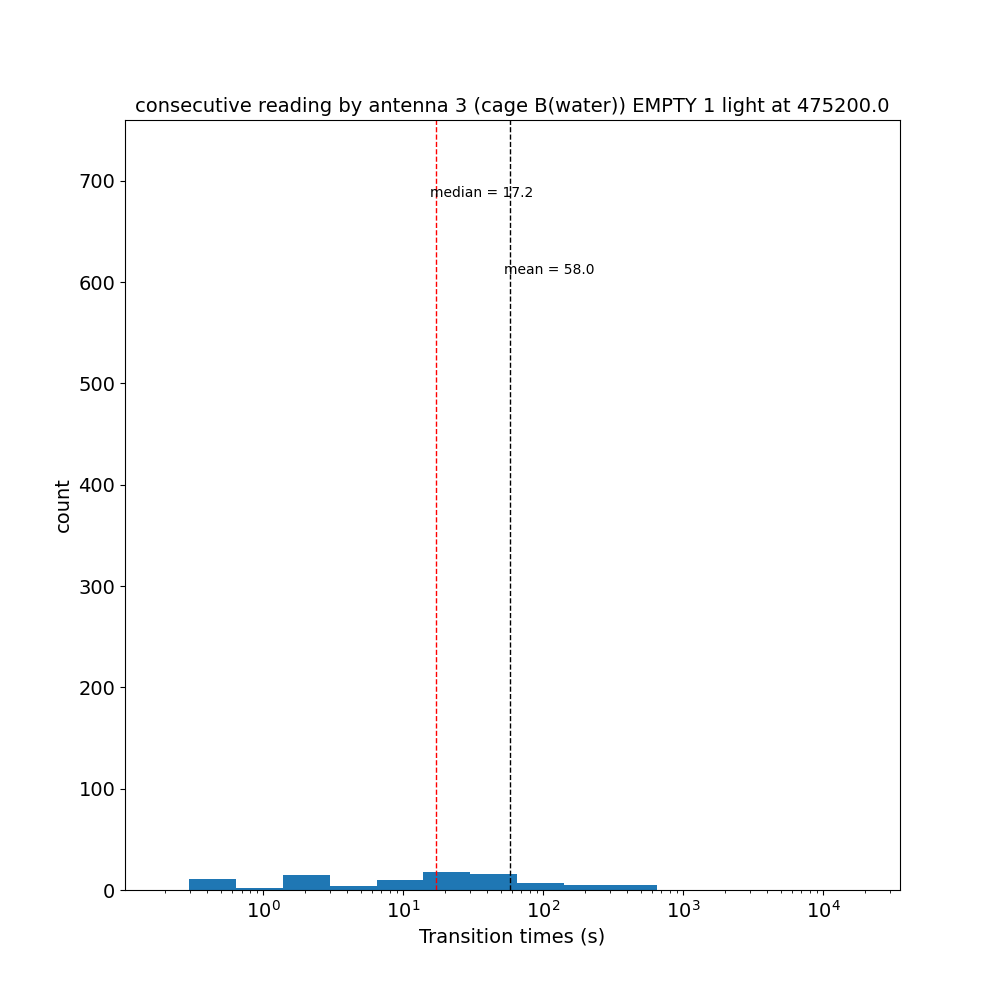 consecutive reading by antenna 3 (cage B(water)) EMPTY 1 light at 475200.0
700
median = 17.2
mean = 58.0
600
500
400
count
300
200
100
0
10⁰ 10¹ 10² 10³ 10⁴
Transition times (s)